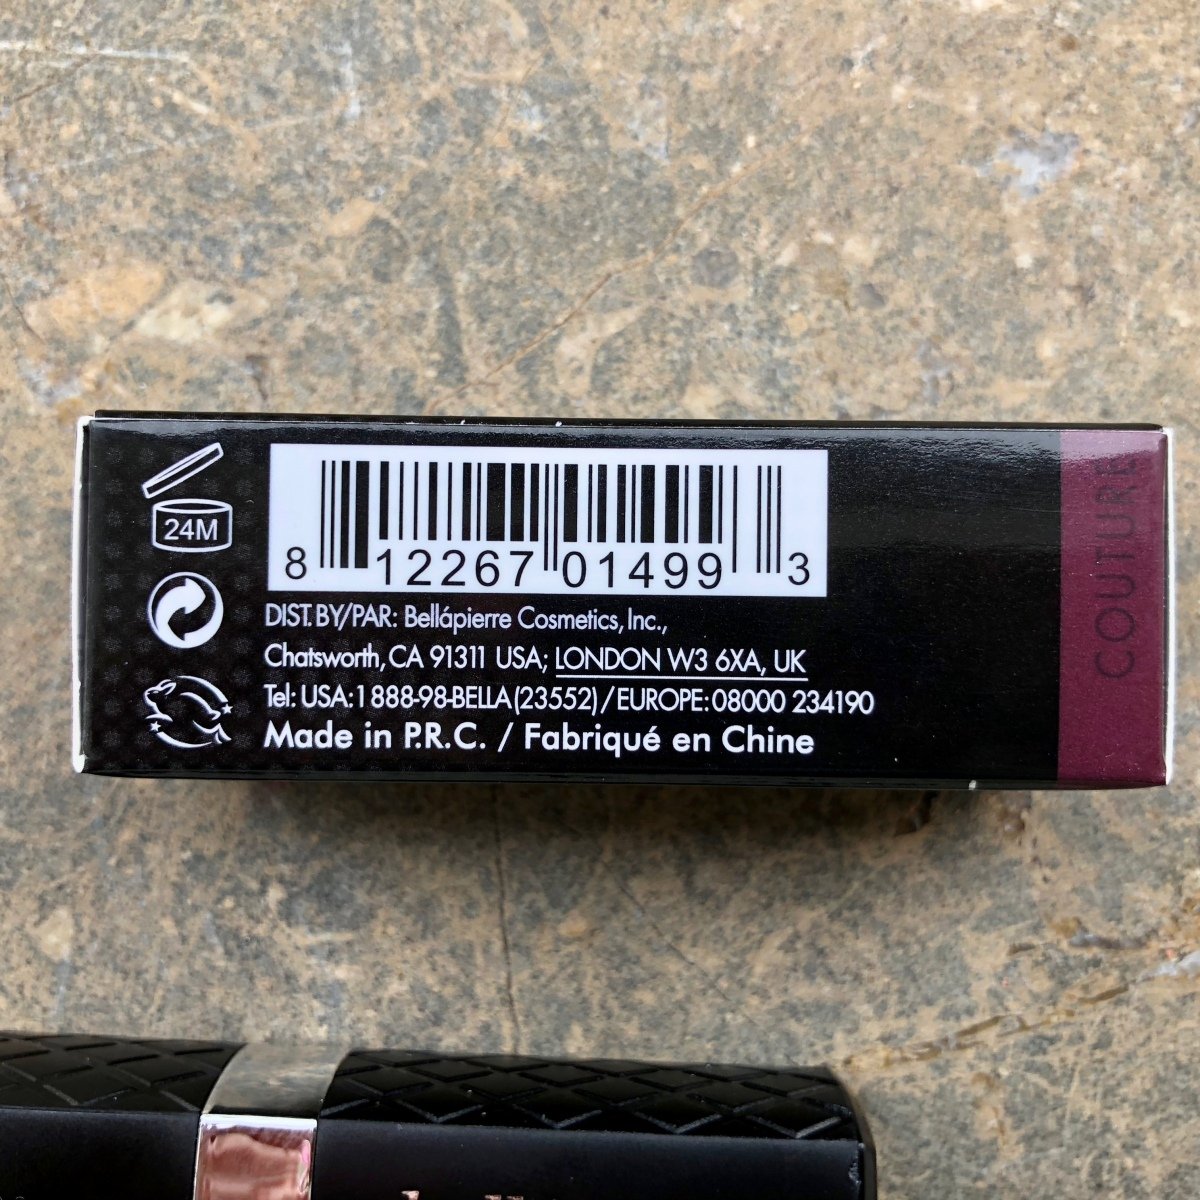 24M
8 12267 01499 3
DIST. BY/PAR: Bellápierre Cosmetics, Inc.,
Chatsworth, CA 91311 USA; LONDON W3 6XA, UK
Tel: USA: 1 888-98-BELLA (23552) / EUROPE: 08000 234190
Made in P.R.C. / Fabriqué en Chine
COUTURE